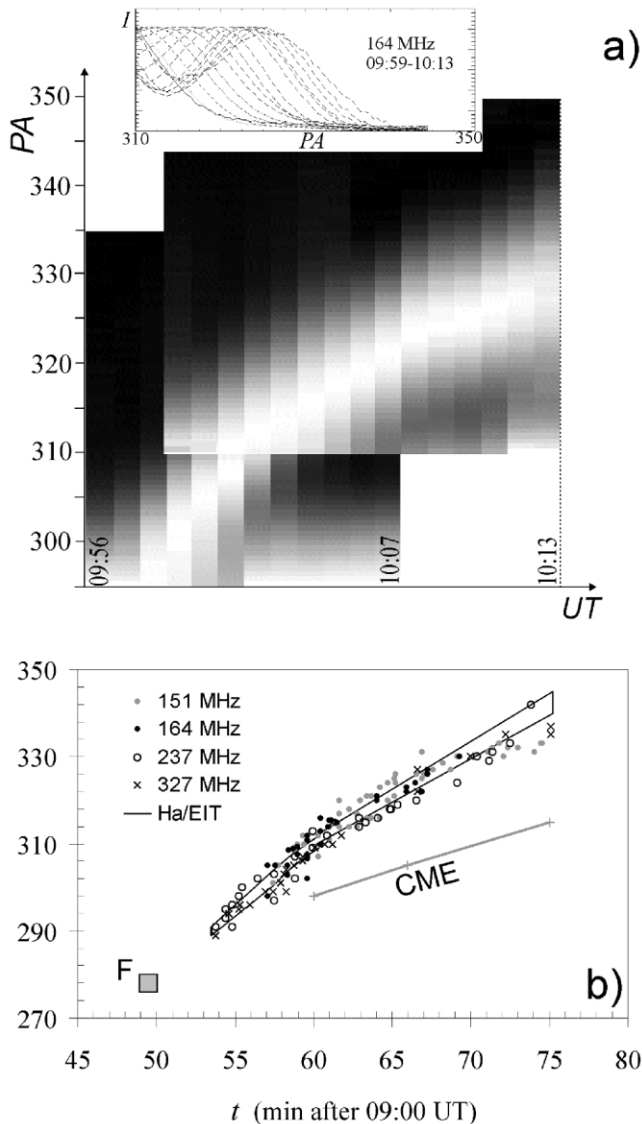 I
164 MHz
09:59-10:13
a)
310
PA
350
PA
350
340
330
320
310
300
09:56
10:07
10:13
UT
350
330
310
290
270
151 MHz
164 MHz
237 MHz
327 MHz
Ha/EIT
CME
F
b)
45 50 55 60 65 70 75 80
t (min after 09:00 UT)